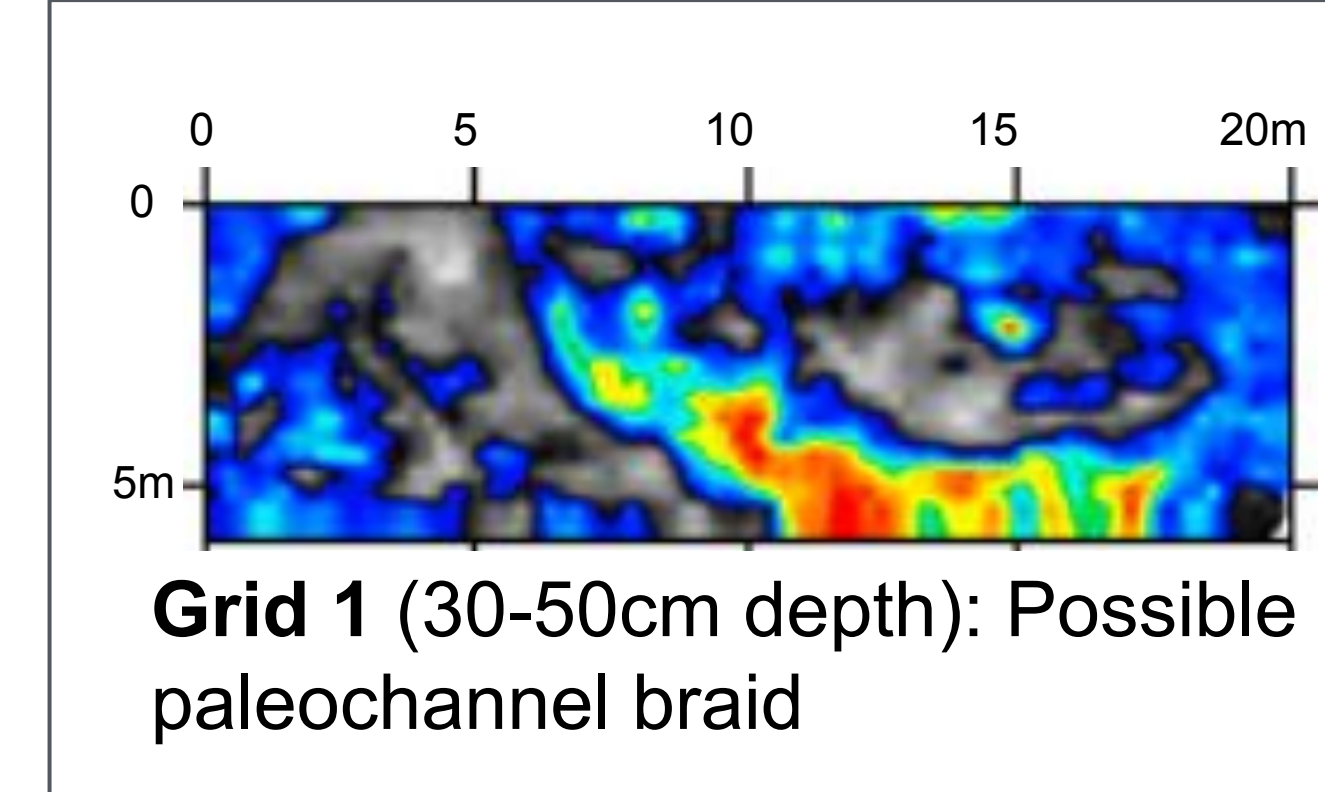 0 5 10 15 20m
0
5m
Grid 1 (30-50cm depth): Possible
paleochannel braid